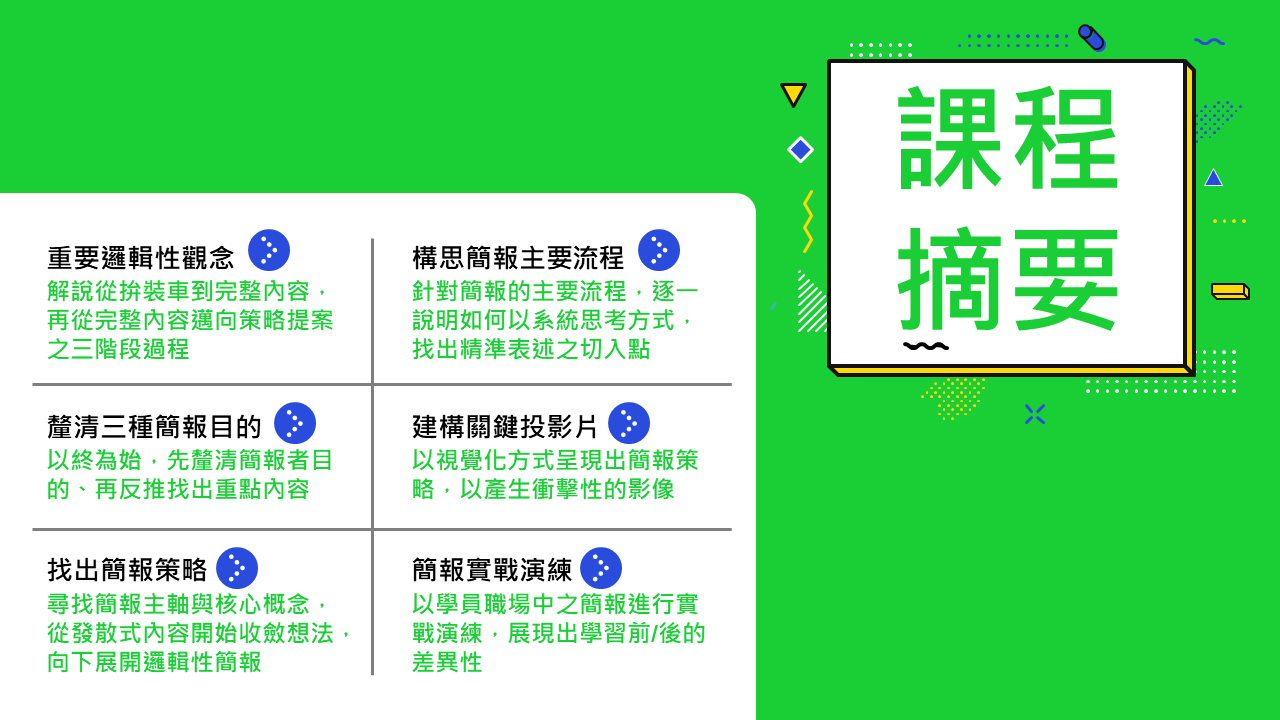 課程
摘要
重要邏輯性觀念
解說從拚裝車到完整內容，
再從完整內容邁向策略提案
之三階段過程
構思簡報主要流程
針對簡報的主要流程，逐一
說明如何以系統思考方式，
找出精準表述之切入點
釐清三種簡報目的
以終為始，先釐清簡報者目
的、再反推找出重點內容
建構關鍵投影片
以視覺化方式呈現出簡報策
略，以產生衝擊性的影像
找出簡報策略
尋找簡報主軸與核心概念，
從發散式內容開始收斂想法，
向下展開邏輯性簡報
簡報實戰演練
以學員職場中之簡報進行實
戰演練，展現出學習前/後的
差異性